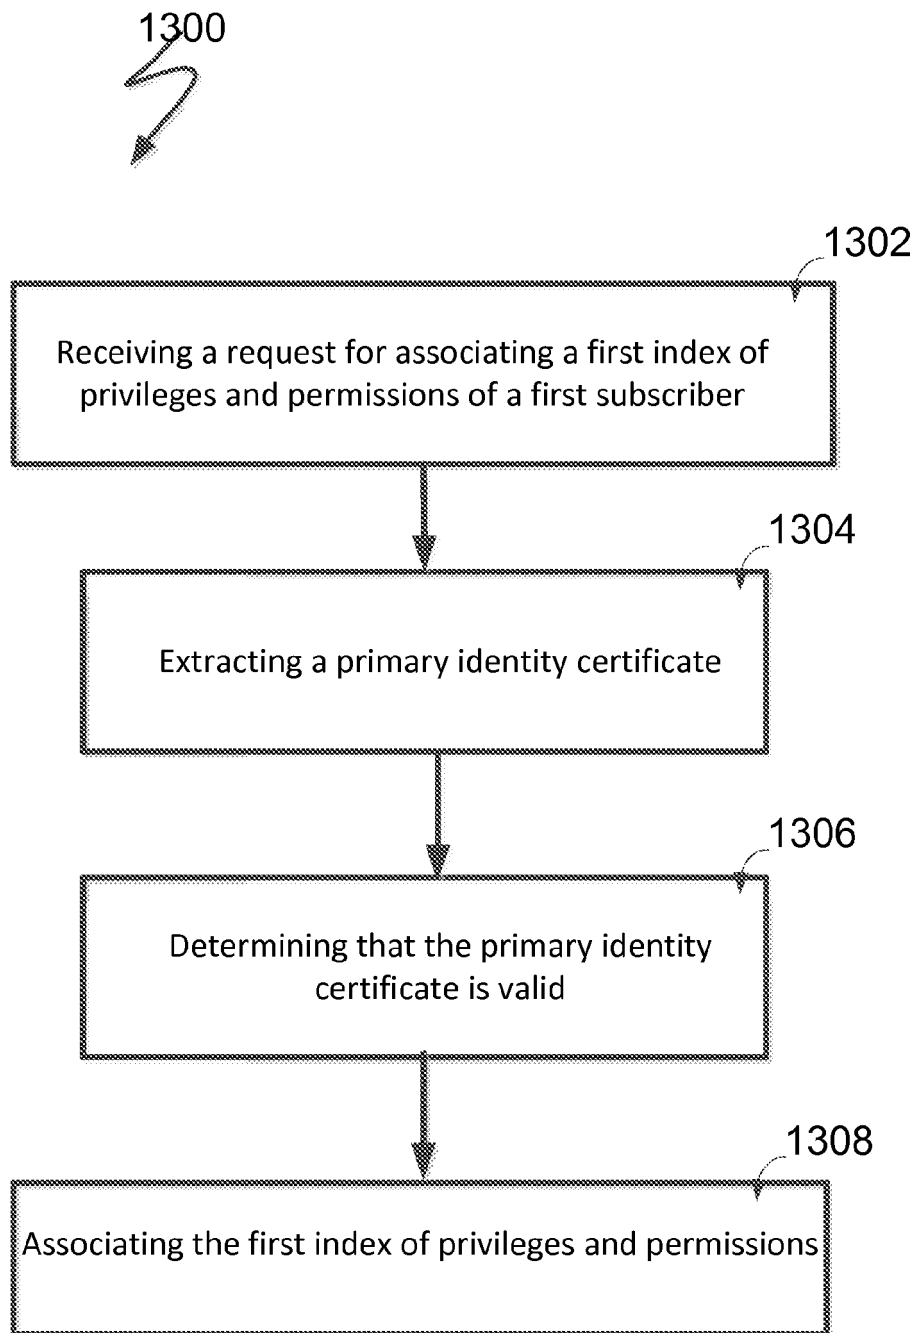 1300
1302
Receiving a request for associating a first index of
privileges and permissions of a first subscriber
1304
Extracting a primary identity certificate
1306
Determining that the primary identity
certificate is valid
1308
Associating the first index of privileges and permissions